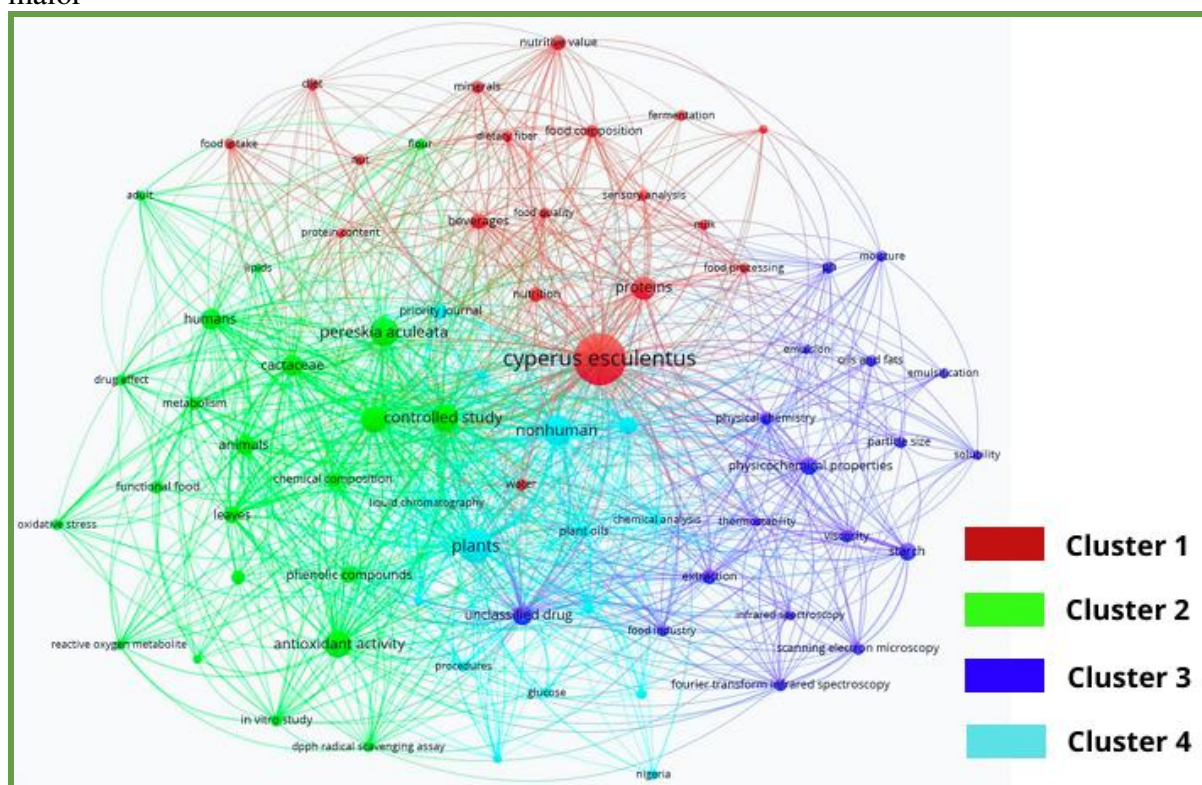 nutritive value
diet
minerals
fermentation
food intake
nut
flour
dietary fiber
food composition
adult
sensory analysis
beverages
food quality
milk
protein content
lipids
food processing
ph
moisture
nutrition
proteins
humans
priority journal
pereskia aculeata
cyperus esculentus
cactaceae
emulsion
oils and fats
emulsification
drug effect
metabolism
controlled study
nonhuman
physical chemistry
animals
particle size
solubility
physicochemical properties
functional food
chemical composition
water
liquid chromatography
leaves
oxidative stress
plant oils
chemical analysis
thermostability
viscosity
starch
plants
Cluster 1
phenolic compounds
extraction
Cluster 2
unclassified drug
infrared spectroscopy
food industry
reactive oxygen metabolite
antioxidant activity
scanning electron microscopy
procedures
glucose
fourier transform infrared spectroscopy
Cluster 3
in vitro study
dpph radical scavenging assay
nigeria
Cluster 4